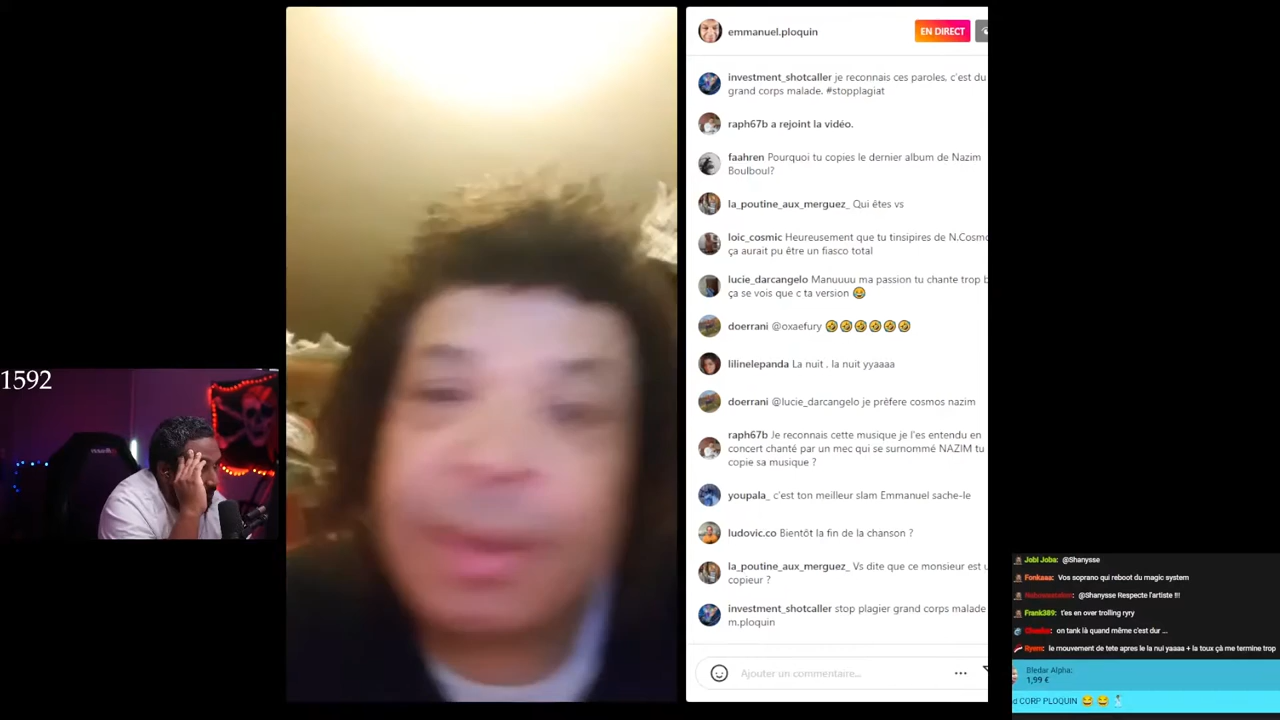 emmanuel.ploquin
EN DIRECT
investment_shotcaller je reconnais ces paroles, c'est du
grand corps malade. #stopplagiat
raph67b a rejoint la vidéo.
faahren Pourquoi tu copies le dernier album de Nazim
Boulboul?
la_poutine_aux_merguez_ Qui êtes vs
loic_cosmic Heureusement que tu tinsipires de N.Cosmo
ça aurait pu être un fiasco total
lucie_darcangelo Manuuuu ma passion tu chante trop b
ça se vois que c ta version 😂
doerrani @oxaefury 🤣🤣🤣🤣🤣🤣
lilinelepanda La nuit . la nuit yyaaaa
doerrani @lucie_darcangelo je préfere cosmos nazim
raph67b Je reconnais cette musique je l'es entendu en
concert chanté par un mec qui se surnommé NAZIM tu
copie sa musique ?
youpala_ c'est ton meilleur slam Emmanuel sache-le
ludovic.co Bientôt la fin de la chanson ?
la_poutine_aux_merguez_ Vs dite que ce monsieur est u
copieur ?
investment_shotcaller stop plagier grand corps malade
m.ploquin
Ajouter un commentaire...
1592
Jobi Joba: @Shanysse
Fonkaaz: Vos soprano qui reboot du magic system
@Shanysse Respecte l'artiste !!!
Frank389: t'es en over trolling ryry
on tank là quand même c'est dur ...
Ryem: le mouvement de tete apres le la nui yaaaa + la toux çà me termine trop
Bledar Alpha:
1,99 €
d CORP PLOQUIN 😂 😂